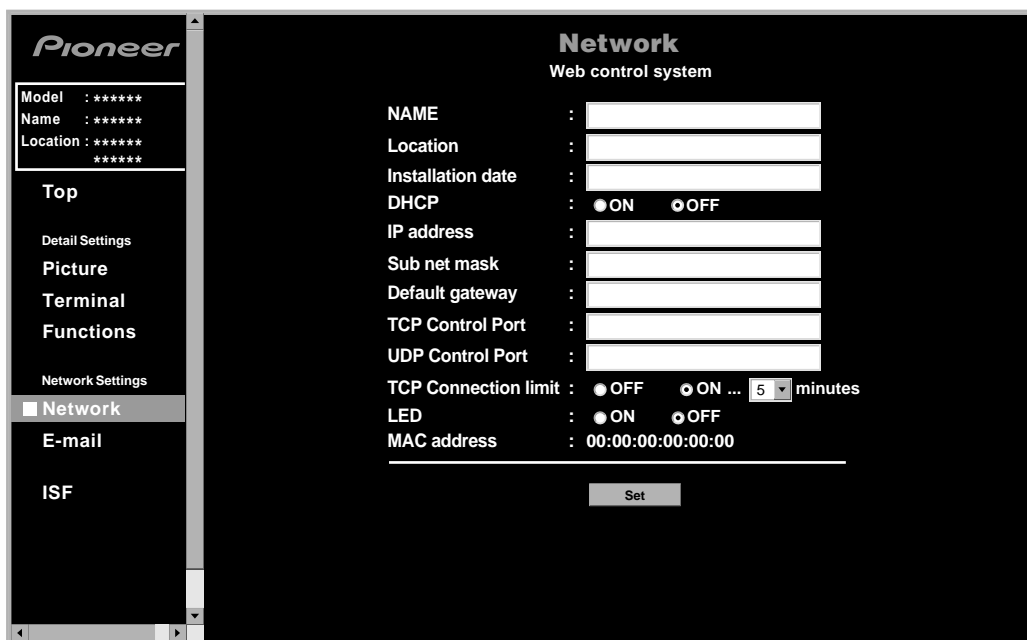 Pioneer
Model : ******
Name : ******
Location : ******
******
Top
Detail Settings
Picture
Terminal
Functions
Network Settings
Network
E-mail
ISF
Network
Web control system
NAME :
Location :
Installation date :
DHCP : ON OFF
IP address :
Sub net mask :
Default gateway :
TCP Control Port :
UDP Control Port :
TCP Connection limit : OFF ON ... 5 minutes
LED : ON OFF
MAC address : 00:00:00:00:00:00
Set